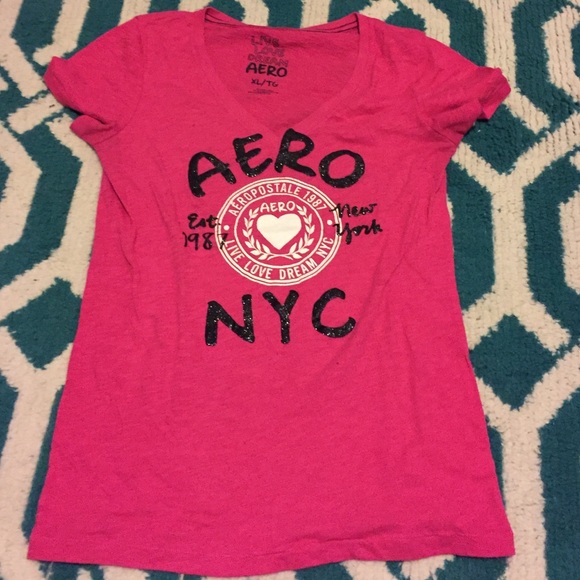 LIVE
LOVE
DREAM
AERO
XL/TG
AERO
AEROPOSTALE 1987
AERO
Est.
1987
New
York
LIVE LOVE DREAM NYC
NYC